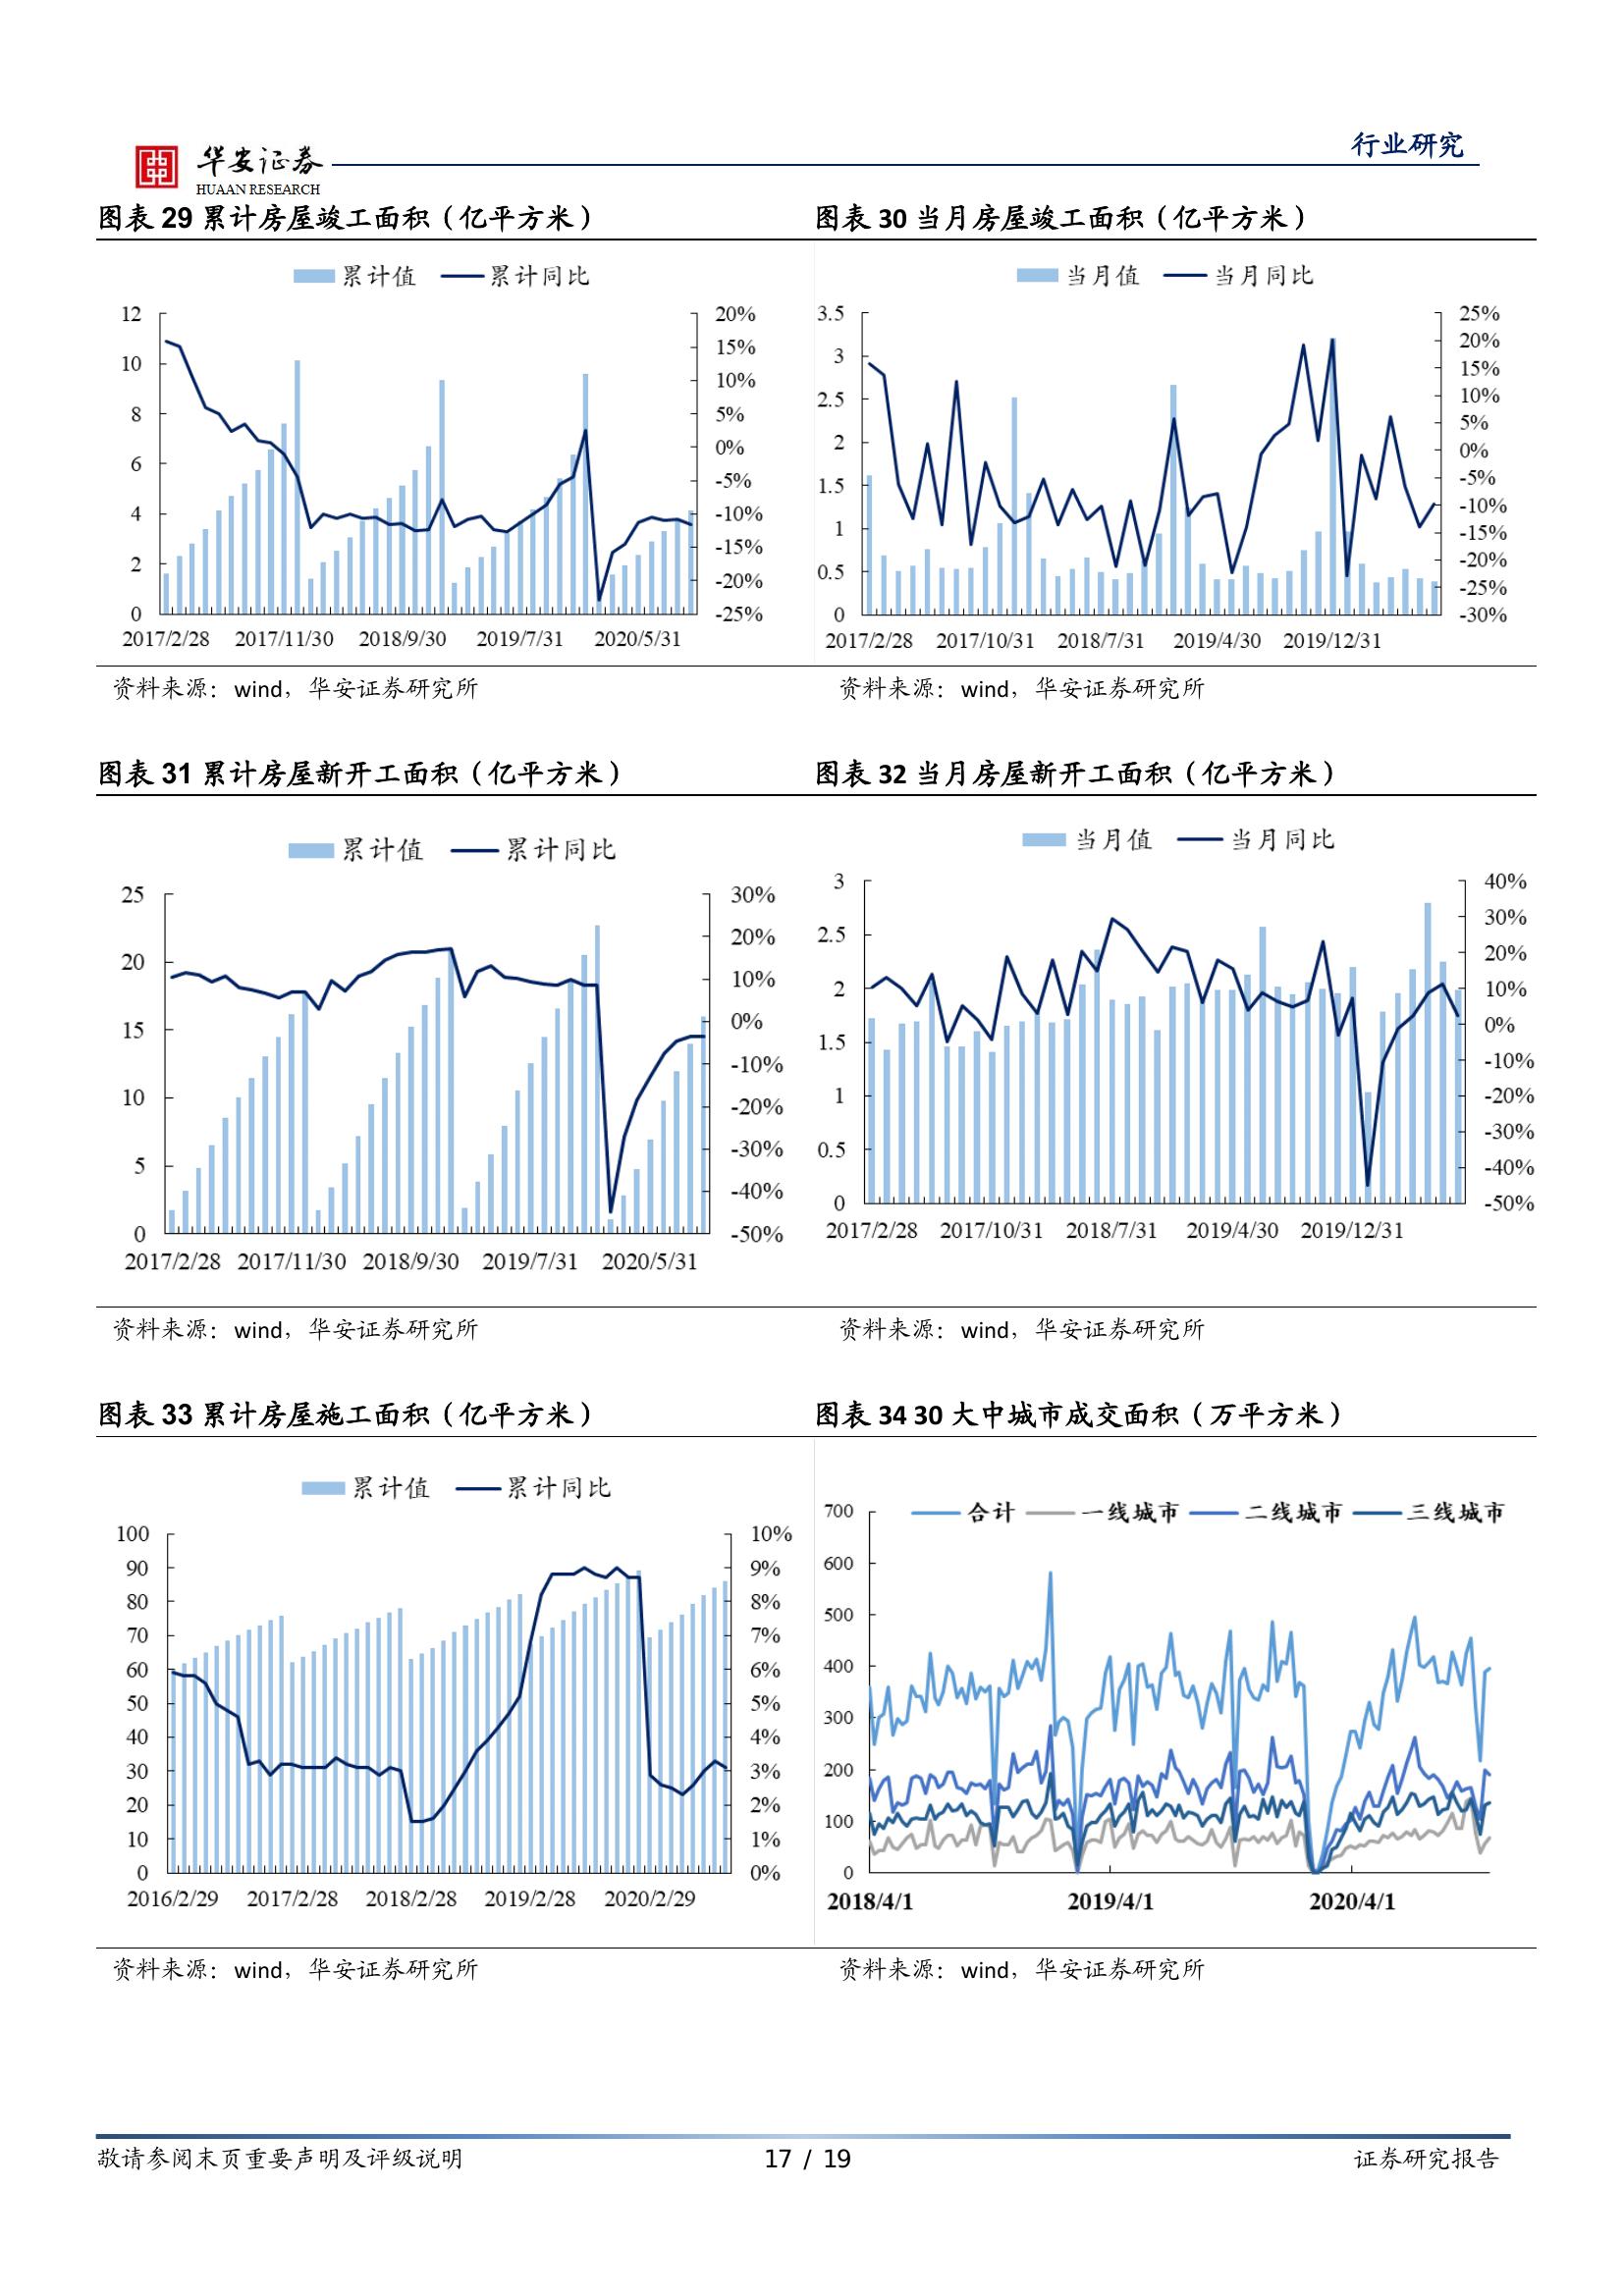 行业研究
华安证券
HUAAN RESEARCH
图表 29 累计房屋竣工面积（亿平方米）
累计值 累计同比
12 20%
15%
10 10%
8 5%
0%
6 -5%
4 -10%
-15%
2 -20%
0 -25%
2017/2/28 2017/11/30 2018/9/30 2019/7/31 2020/5/31
资料来源：wind，华安证券研究所
图表 30 当月房屋竣工面积（亿平方米）
当月值 当月同比
3.5 25%
20%
3 15%
2.5 10%
5%
2 0%
1.5 -5%
-10%
1 -15%
0.5 -20%
-25%
0 -30%
2017/2/28 2017/10/31 2018/7/31 2019/4/30 2019/12/31
资料来源：wind，华安证券研究所
图表 31 累计房屋新开工面积（亿平方米）
累计值 累计同比
25 30%
20%
20 10%
15 0%
-10%
10 -20%
5 -30%
-40%
0 -50%
2017/2/28 2017/11/30 2018/9/30 2019/7/31 2020/5/31
资料来源：wind，华安证券研究所
图表 32 当月房屋新开工面积（亿平方米）
当月值 当月同比
3 40%
30%
2.5 20%
2 10%
0%
1.5 -10%
1 -20%
-30%
0.5 -40%
0 -50%
2017/2/28 2017/10/31 2018/7/31 2019/4/30 2019/12/31
资料来源：wind，华安证券研究所
图表 33 累计房屋施工面积（亿平方米）
累计值 累计同比
100 10%
90 9%
80 8%
70 7%
60 6%
50 5%
40 4%
30 3%
20 2%
10 1%
0 0%
2016/2/29 2017/2/28 2018/2/28 2019/2/28 2020/2/29
资料来源：wind，华安证券研究所
图表 34 30 大中城市成交面积（万平方米）
合计 一线城市 二线城市 三线城市
700
600
500
400
300
200
100
0
2018/4/1 2019/4/1 2020/4/1
资料来源：wind，华安证券研究所
敬请参阅末页重要声明及评级说明 17 / 19 证券研究报告